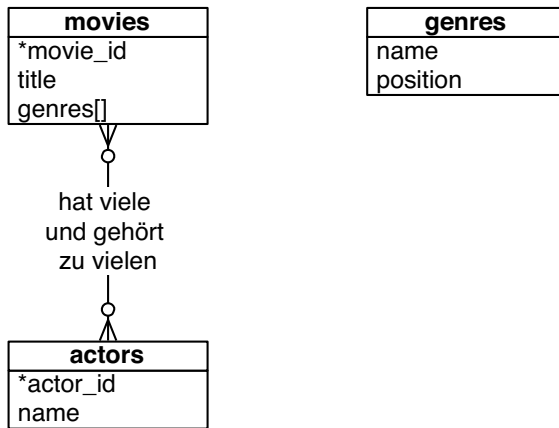 movies
*movie_id
title
genres[]
genres
name
position
hat viele
und gehört
zu vielen
actors
*actor_id
name